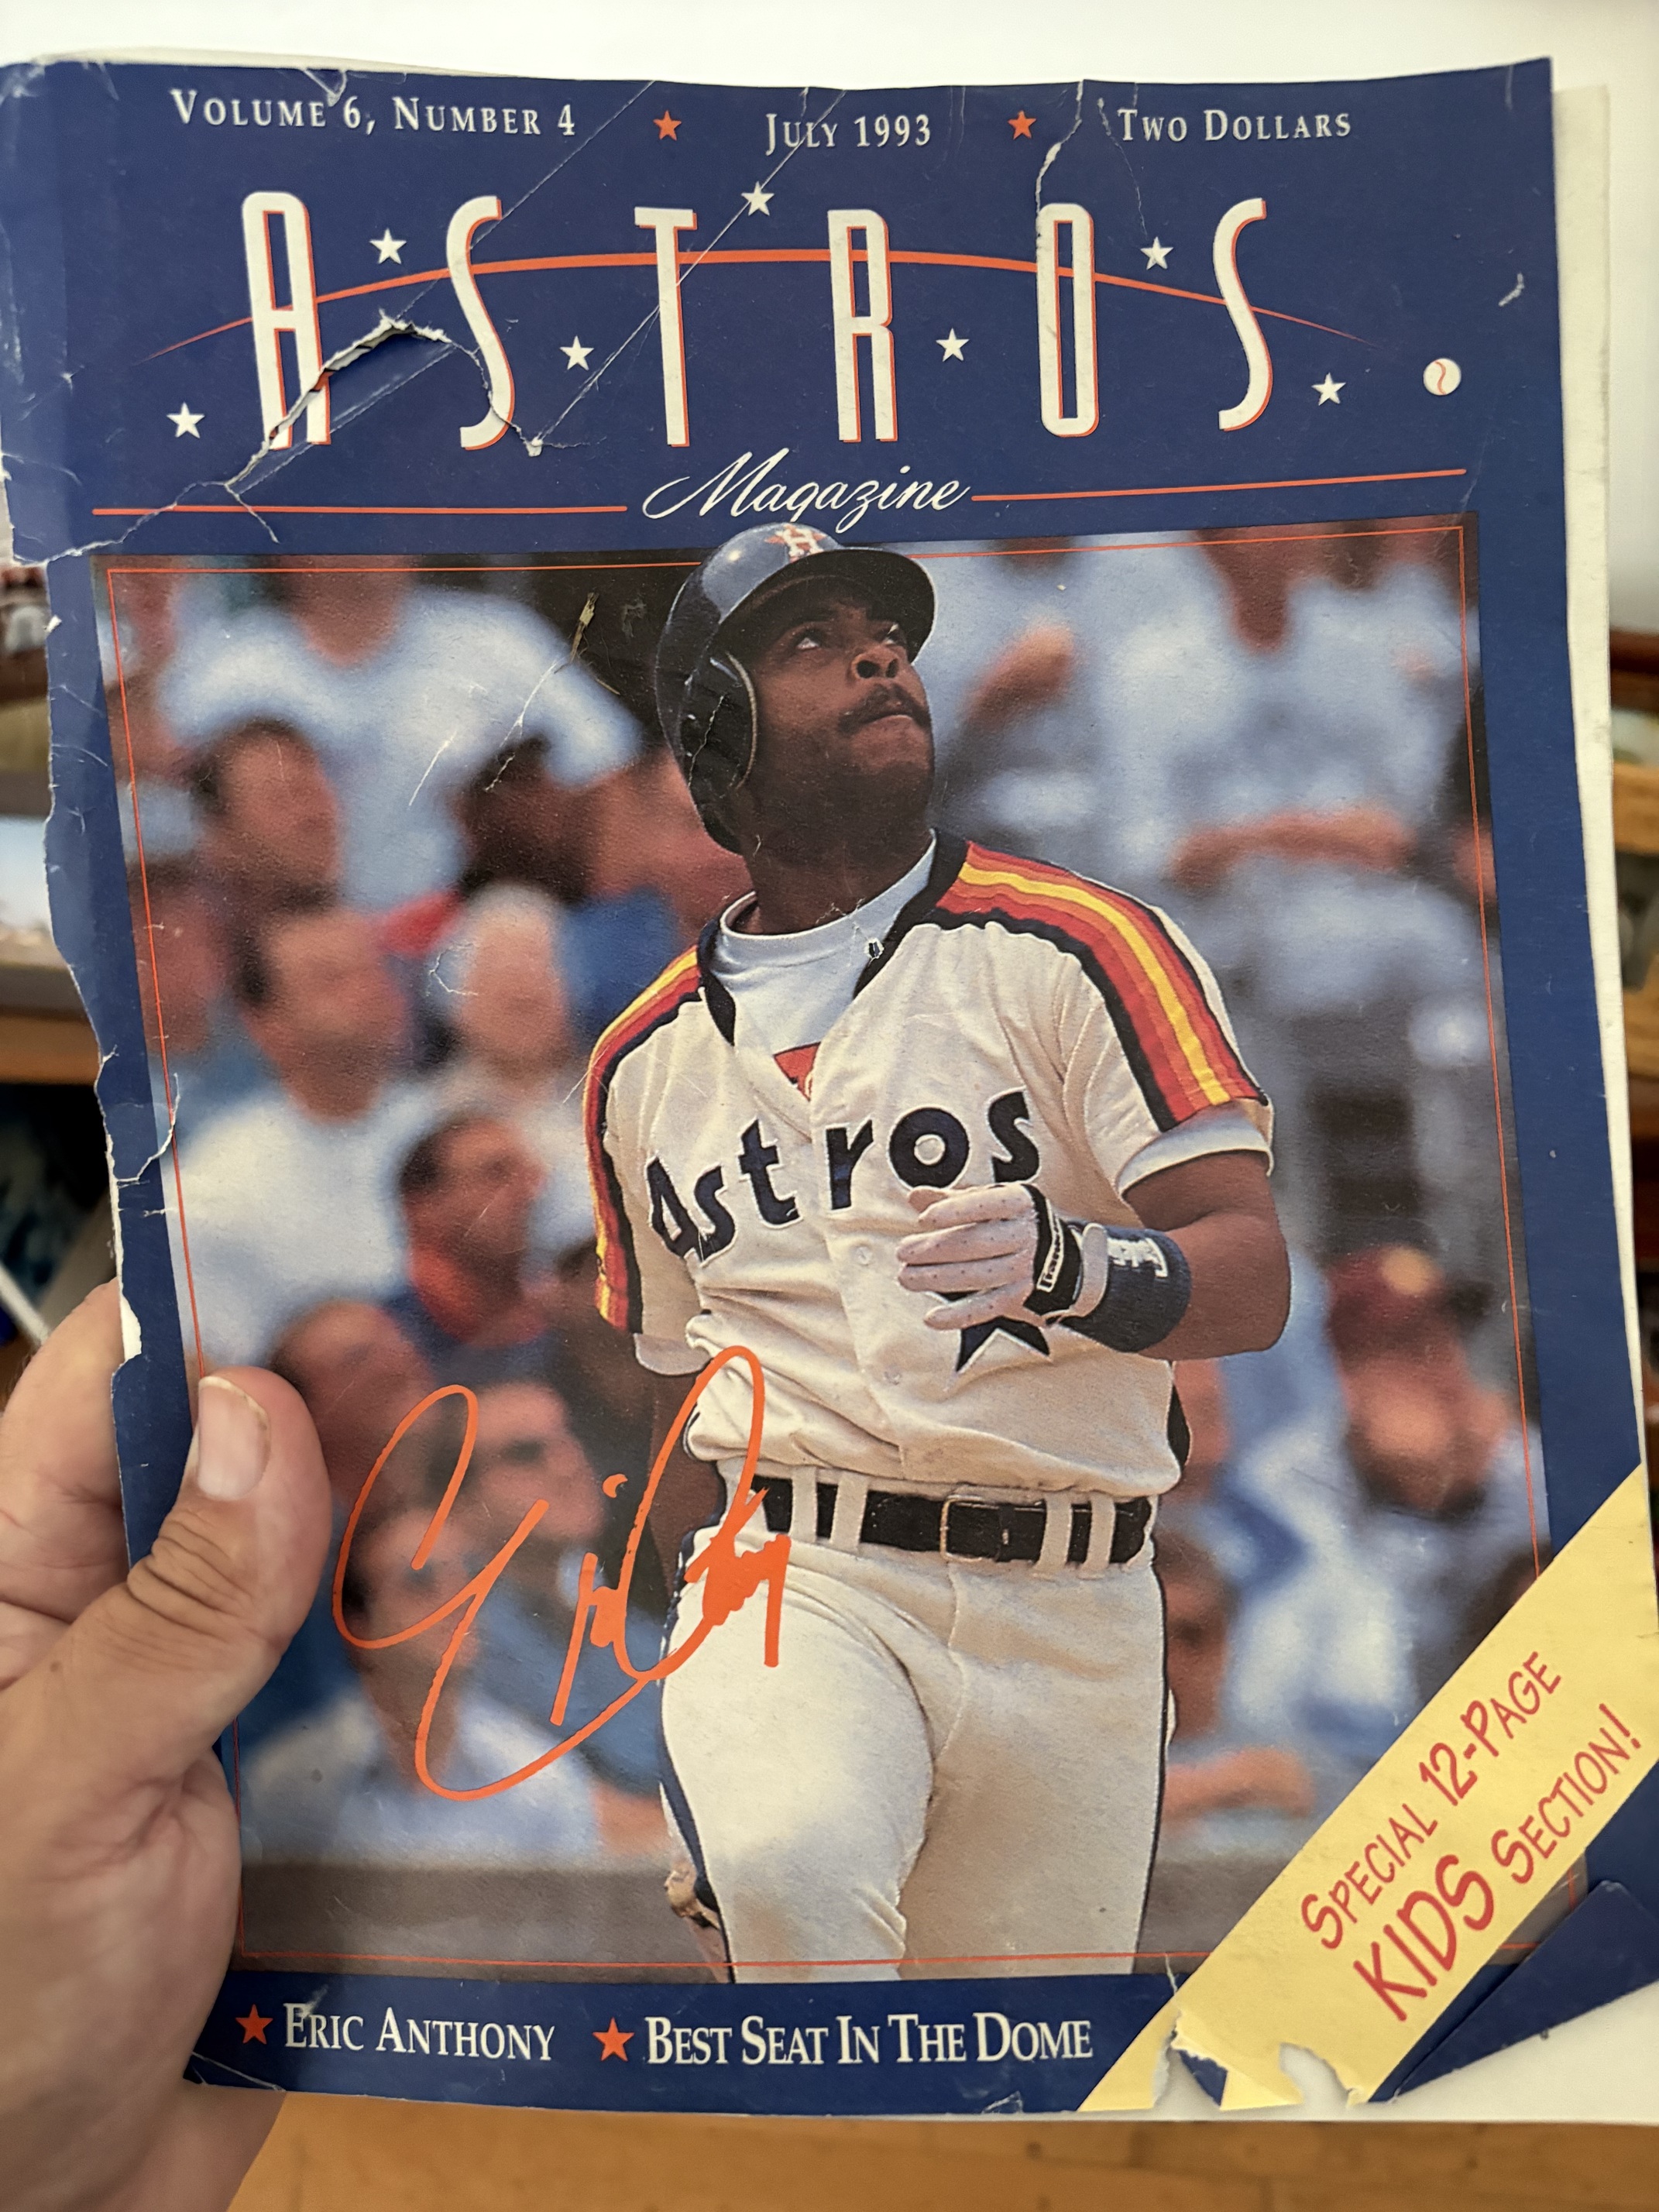 VOLUME 6, NUMBER 4 ★ JULY 1993 ★ TWO DOLLARS
ASTROS
Magazine
H
Astros
ERIC ANTHONY ★ BEST SEAT IN THE DOME
SPECIAL 12-PAGE
KIDS SECTION!